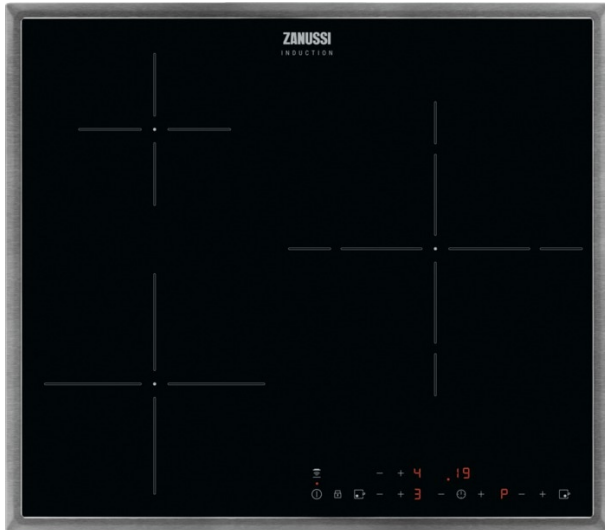 ZANUSSI
INDUCTION
- + 4 .19
- + 3 - + P - +